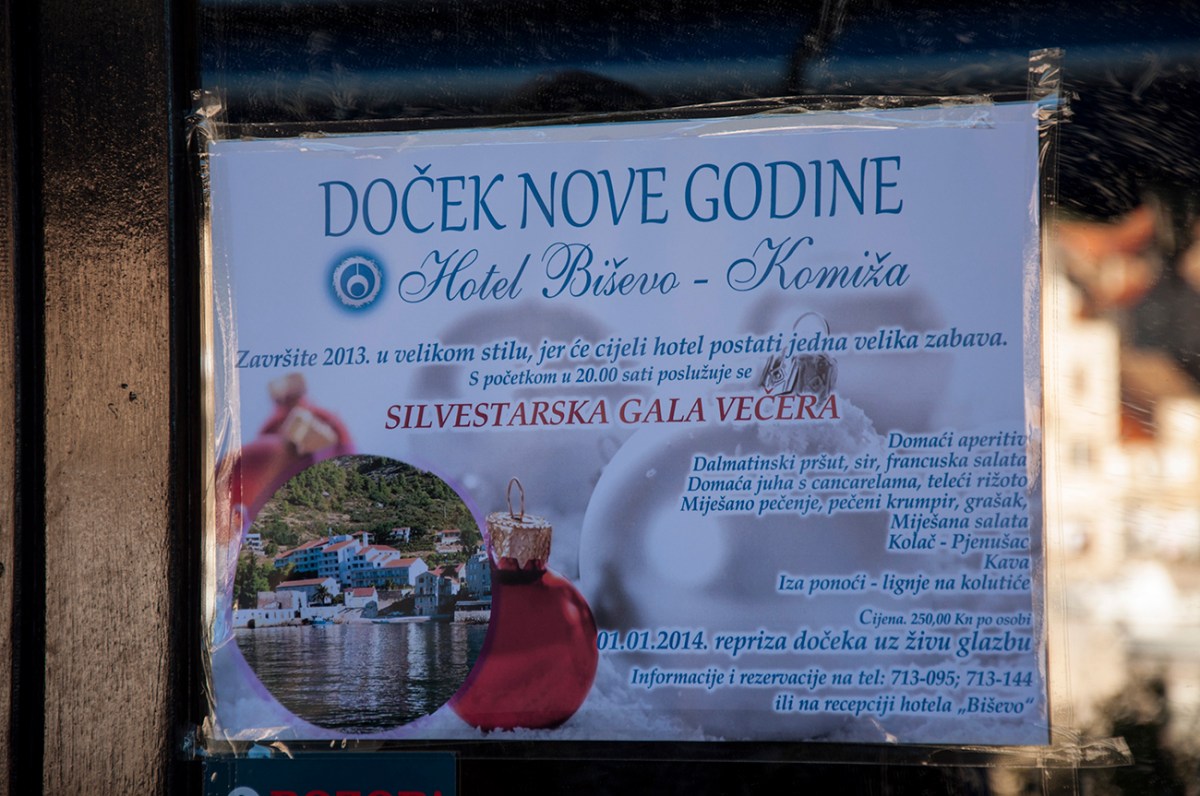 DOČEK NOVE GODINE
Hotel Biševo - Komiža
Završite 2013. u velikom stilu, jer će cijeli hotel postati jedna velika zabava.
S početkom u 20.00 sati poslužuje se
SILVESTARSKA GALA VEČERA
Domaći aperitiv
Dalmatinski pršut, sir, francuska salata
Domaća juha s cancarelama, teleći rižoto
Miješano pečenje, pečeni krumpir, grašak,
Miješana salata
Kolač - Pjenušac
Kava
Iza ponoći - lignje na kolutiće
Cijena. 250,00 Kn po osobi
01.01.2014. repriza dočeka uz živu glazbu
Informacije i rezervacije na tel: 713-095; 713-144
ili na recepciji hotela „Biševo“